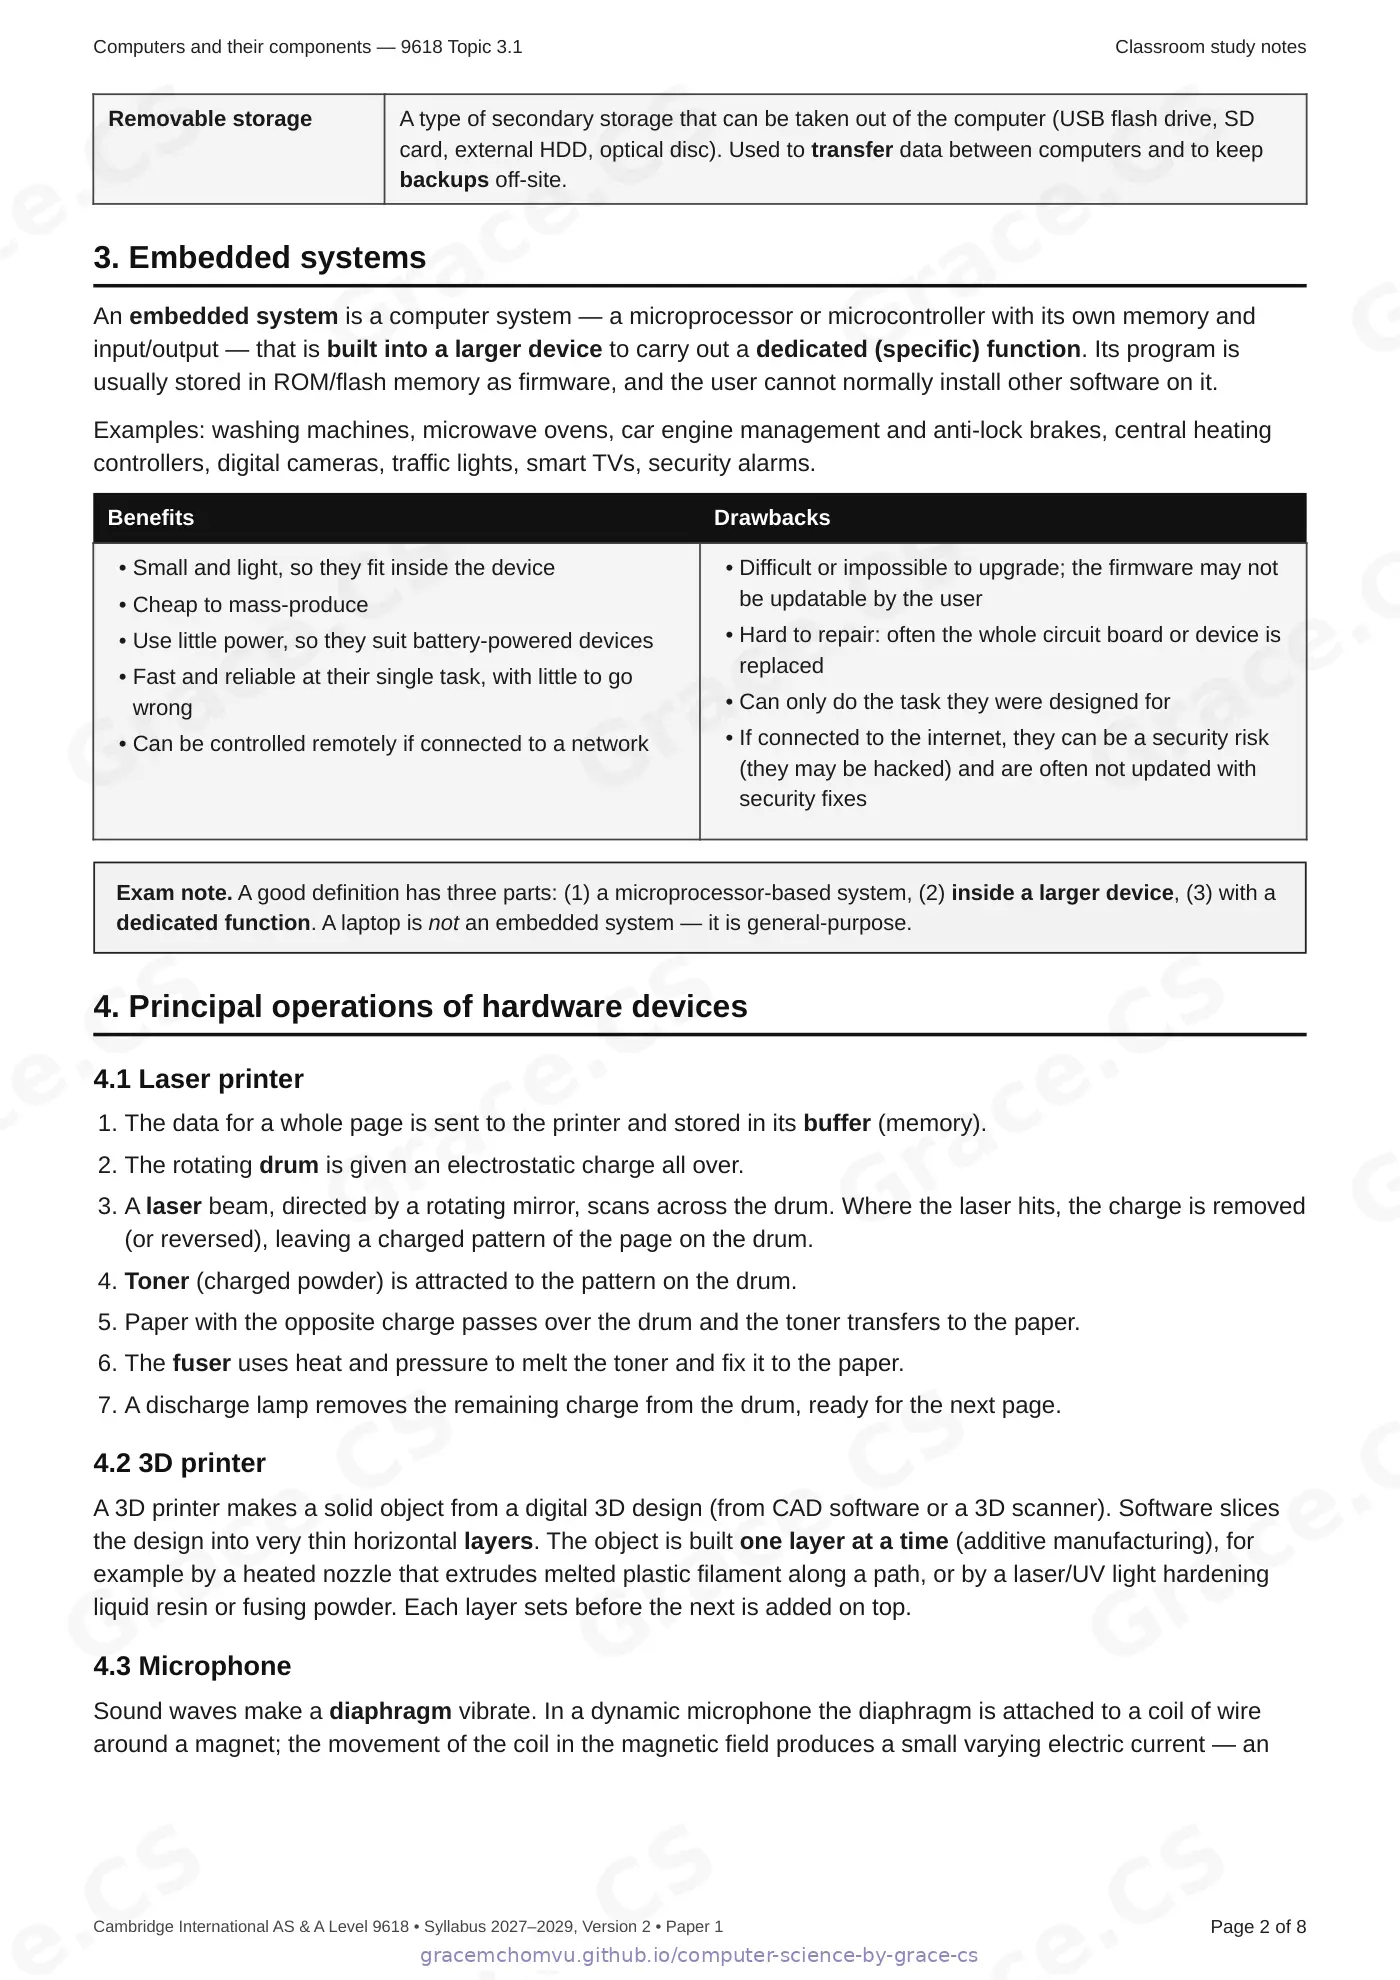 Computers and their components — 9618 Topic 3.1
Classroom study notes
Removable storage
A type of secondary storage that can be taken out of the computer (USB flash drive, SD
card, external HDD, optical disc). Used to transfer data between computers and to keep
backups off-site.
3. Embedded systems
An embedded system is a computer system — a microprocessor or microcontroller with its own memory and
input/output — that is built into a larger device to carry out a dedicated (specific) function. Its program is
usually stored in ROM/flash memory as firmware, and the user cannot normally install other software on it.
Examples: washing machines, microwave ovens, car engine management and anti-lock brakes, central heating
controllers, digital cameras, traffic lights, smart TVs, security alarms.
Benefits
• Small and light, so they fit inside the device
• Cheap to mass-produce
• Use little power, so they suit battery-powered devices
• Fast and reliable at their single task, with little to go
wrong
• Can be controlled remotely if connected to a network
Drawbacks
• Difficult or impossible to upgrade; the firmware may not
be updatable by the user
• Hard to repair: often the whole circuit board or device is
replaced
• Can only do the task they were designed for
• If connected to the internet, they can be a security risk
(they may be hacked) and are often not updated with
security fixes
Exam note. A good definition has three parts: (1) a microprocessor-based system, (2) inside a larger device, (3) with a
dedicated function. A laptop is not an embedded system — it is general-purpose.
4. Principal operations of hardware devices
4.1 Laser printer
1. The data for a whole page is sent to the printer and stored in its buffer (memory).
2. The rotating drum is given an electrostatic charge all over.
3. A laser beam, directed by a rotating mirror, scans across the drum. Where the laser hits, the charge is removed
(or reversed), leaving a charged pattern of the page on the drum.
4. Toner (charged powder) is attracted to the pattern on the drum.
5. Paper with the opposite charge passes over the drum and the toner transfers to the paper.
6. The fuser uses heat and pressure to melt the toner and fix it to the paper.
7. A discharge lamp removes the remaining charge from the drum, ready for the next page.
4.2 3D printer
A 3D printer makes a solid object from a digital 3D design (from CAD software or a 3D scanner). Software slices
the design into very thin horizontal layers. The object is built one layer at a time (additive manufacturing), for
example by a heated nozzle that extrudes melted plastic filament along a path, or by a laser/UV light hardening
liquid resin or fusing powder. Each layer sets before the next is added on top.
4.3 Microphone
Sound waves make a diaphragm vibrate. In a dynamic microphone the diaphragm is attached to a coil of wire
around a magnet; the movement of the coil in the magnetic field produces a small varying electric current — an
Cambridge International AS & A Level 9618 • Syllabus 2027–2029, Version 2 • Paper 1
Page 2 of 8
gracemchomvu.github.io/computer-science-by-grace-cs
Grace.CS